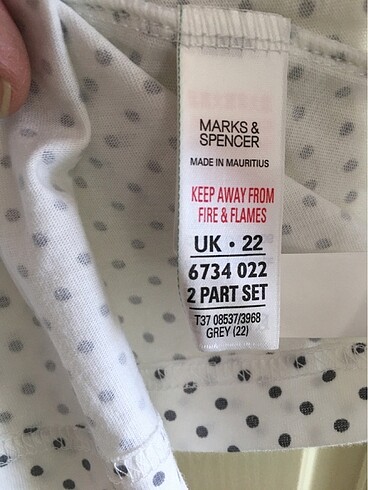 MARKS &
SPENCER
MADE IN MAURITIUS
KEEP AWAY FROM
FIRE & FLAMES
UK • 22
6734 022
2 PART SET
T37 08537/3968
GREY (22)